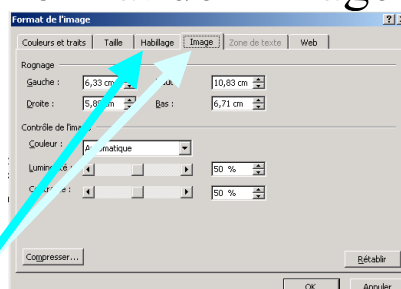 Format de l'image
Couleurs et traits Taille Habillage Image Zone de texte Web
Rognage
Gauche : 6,33 cm 10,83 cm
Droite : Bas : 6,71 cm
Contrôle de
Couleur : Automatique
50 %
50 %
Compresser... Rétablir
OK Annuler